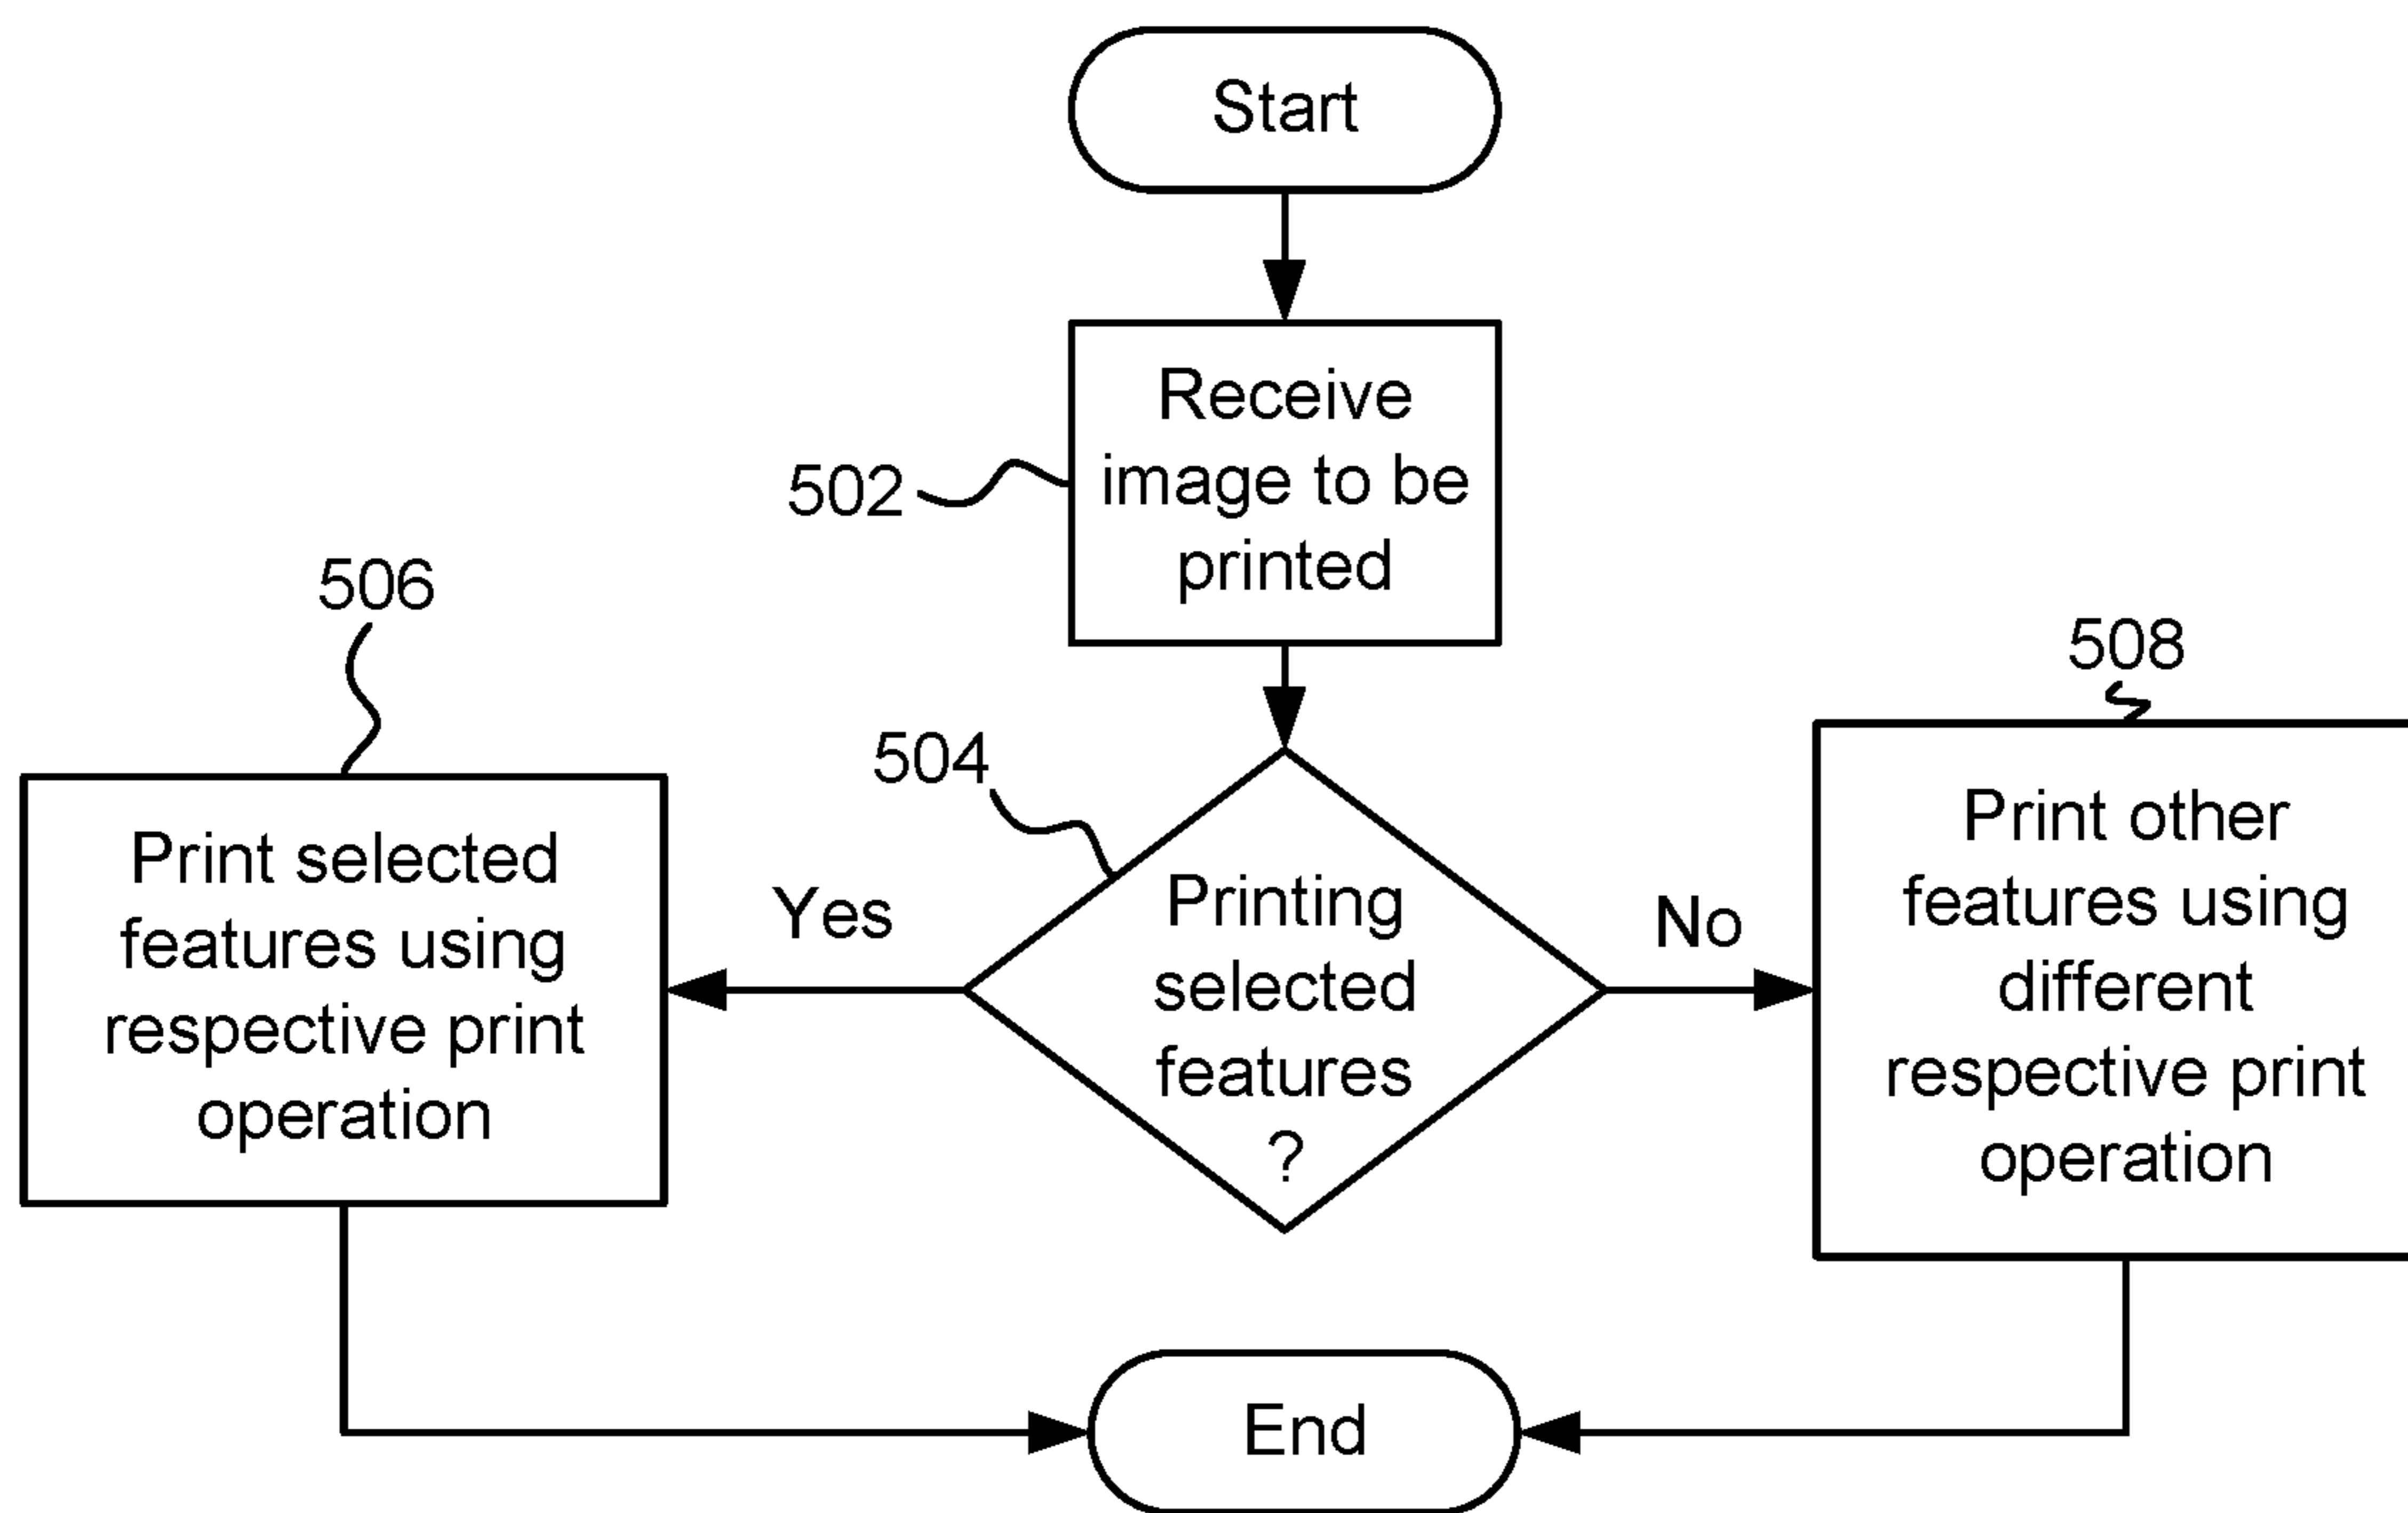 Start
Receive
image to be
printed
502
506
508
504
Print selected
features using
respective print
operation
Yes
Printing
selected
features
?
No
Print other
features using
different
respective print
operation
End